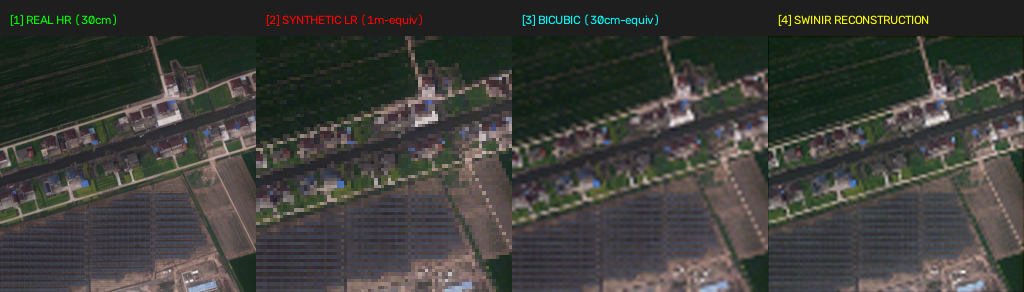 [1] REAL HR (30cm)
[2] SYNTHETIC LR (1m-equiv)
[3] BICUBIC (30cm-equiv)
[4] SWINIR RECONSTRUCTION